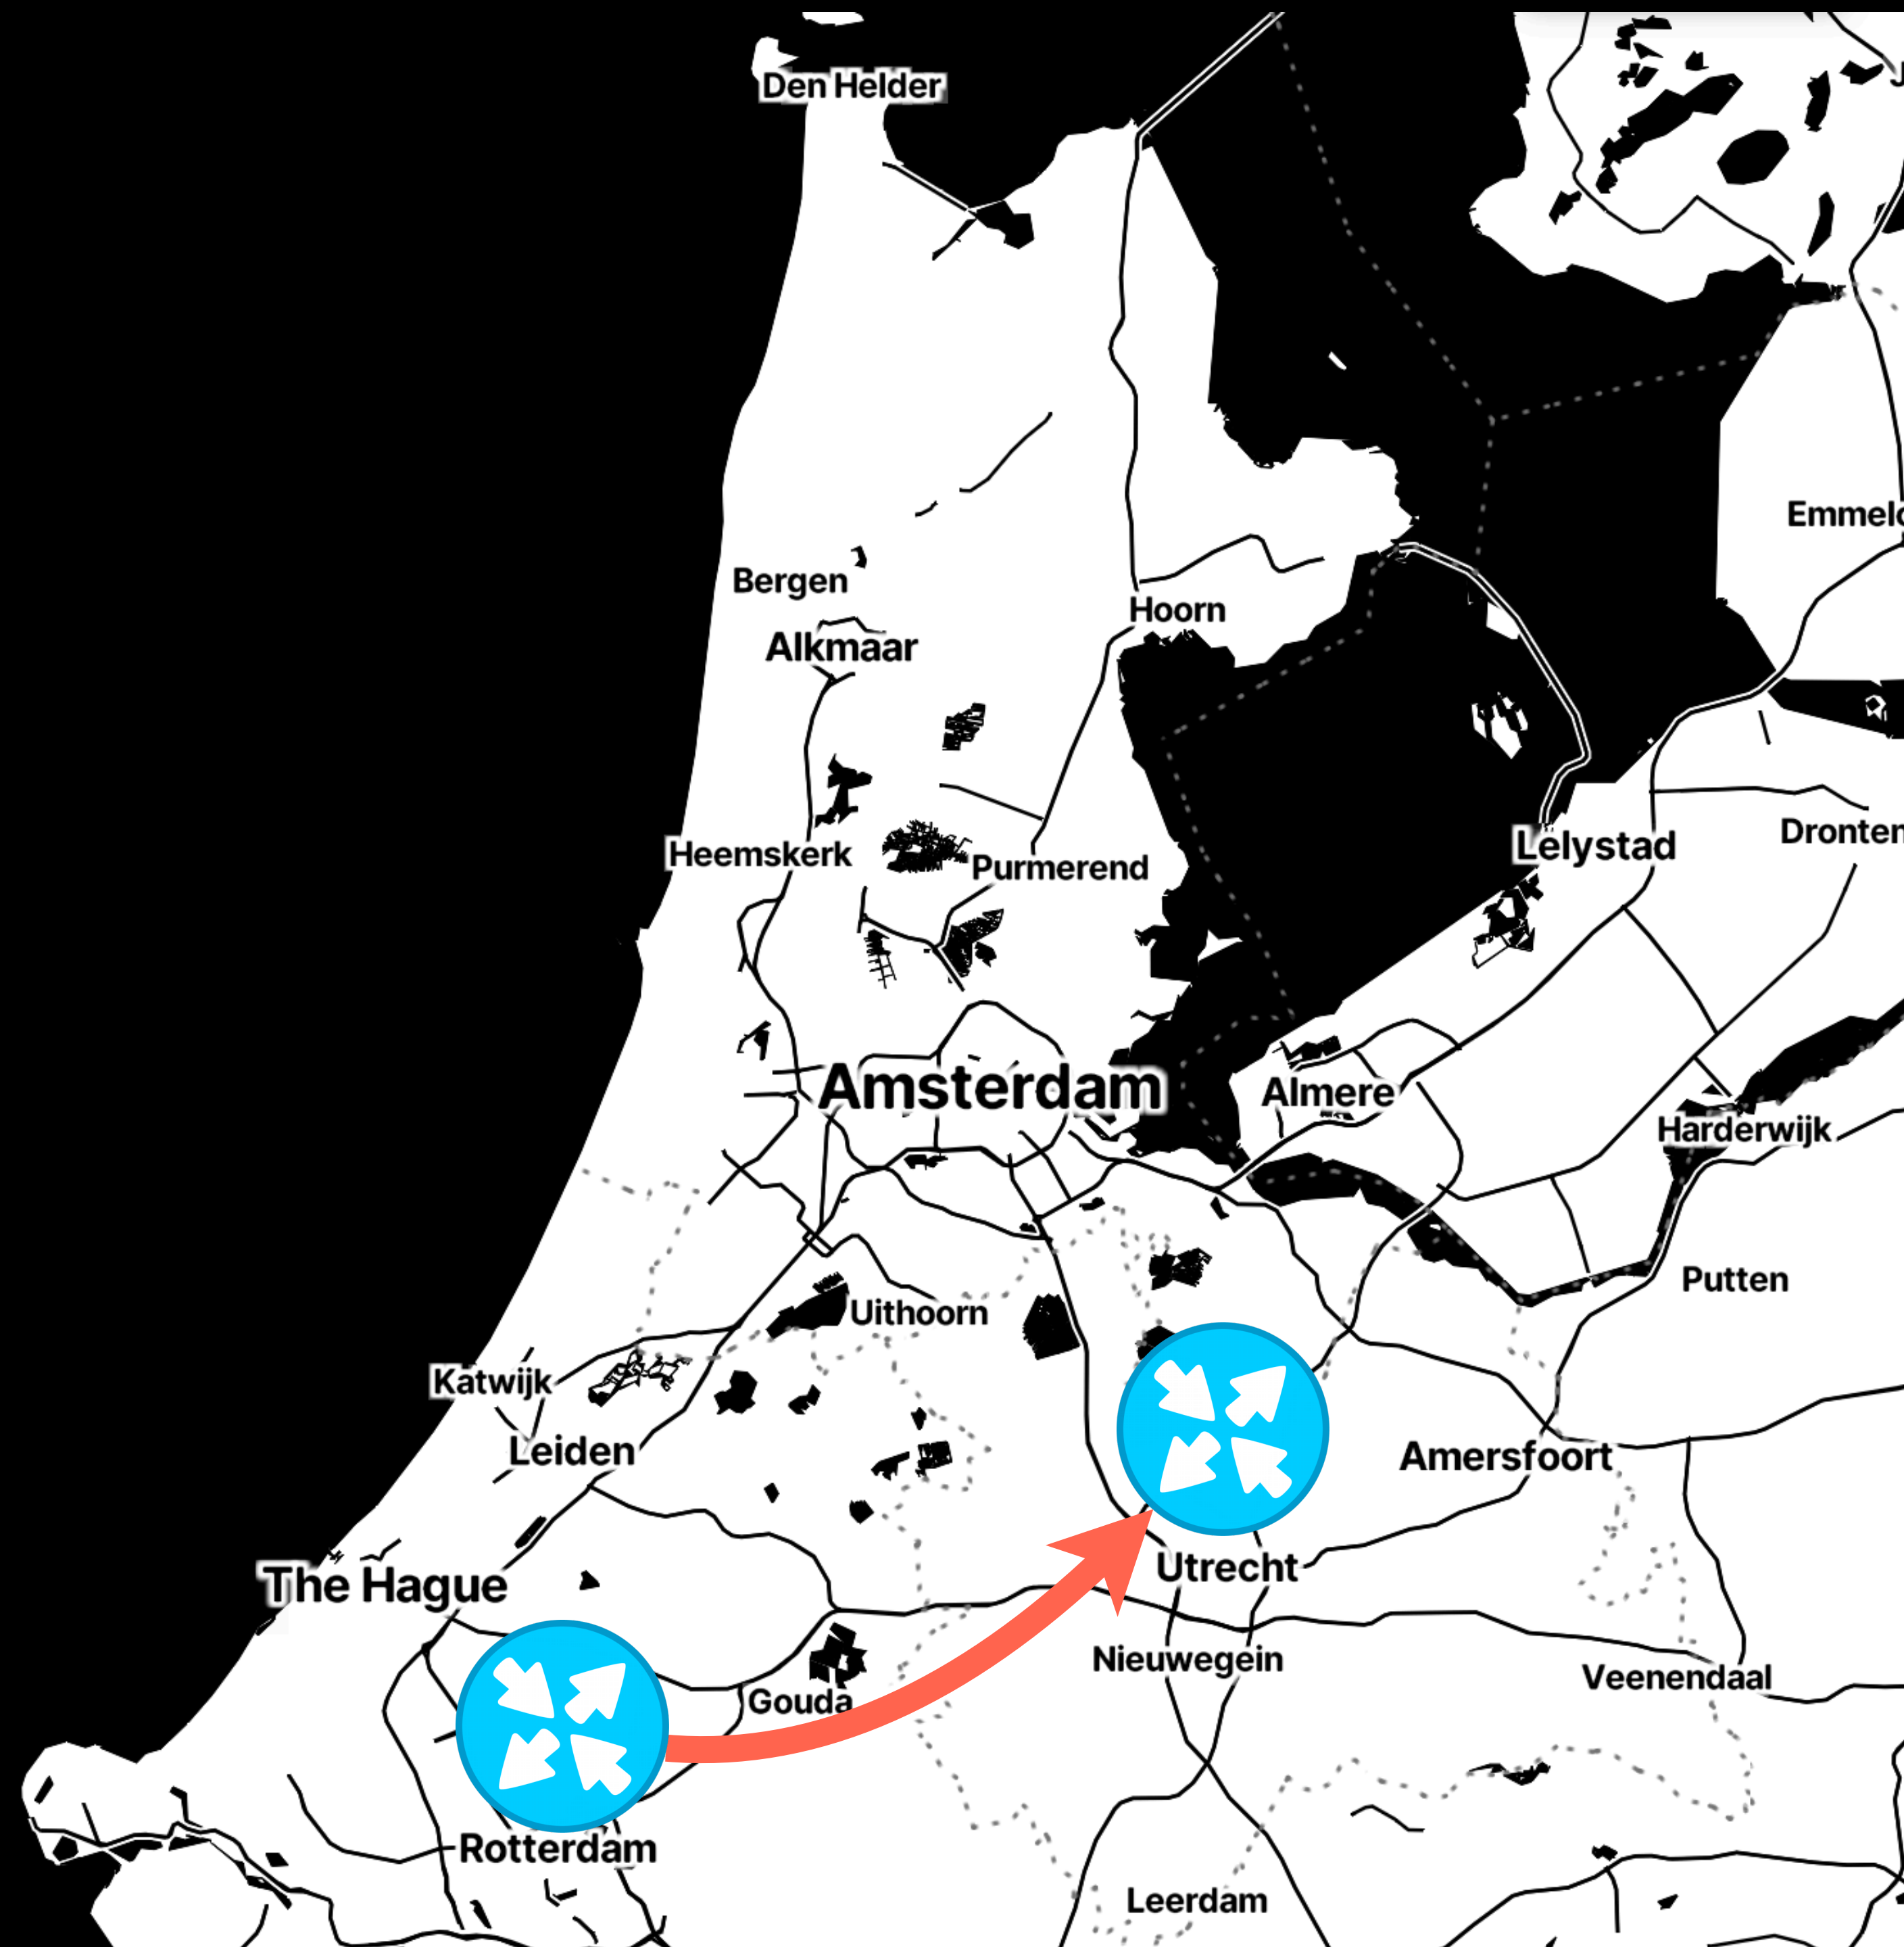 Den Helder
J
Emmelo
Bergen
Hoorn
Alkmaar
Dronten
Lelystad
Heemskerk
Purmerend
Amsterdam
Almere
Harderwijk
Putten
Uithoorn
Katwijk
Leiden
Amersfoort
Utrecht
The Hague
Nieuwegein
Veenendaal
Gouda
Rotterdam
Leerdam